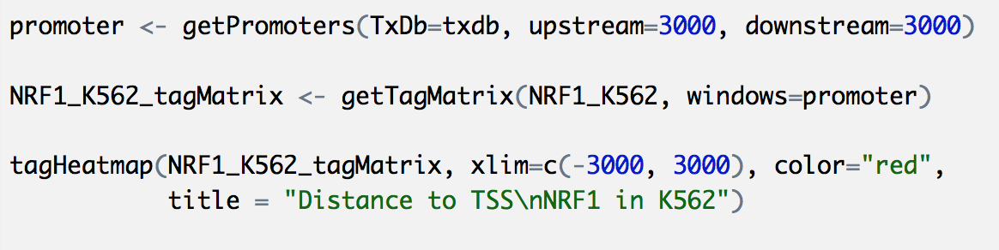 promoter <- getPromoters(TxDb=txdb, upstream=3000, downstream=3000)
NRF1_K562_tagMatrix <- getTagMatrix(NRF1_K562, windows=promoter)
tagHeatmap(NRF1_K562_tagMatrix, xlim=c(-3000, 3000), color="red",
title = "Distance to TSS\nNRF1 in K562")